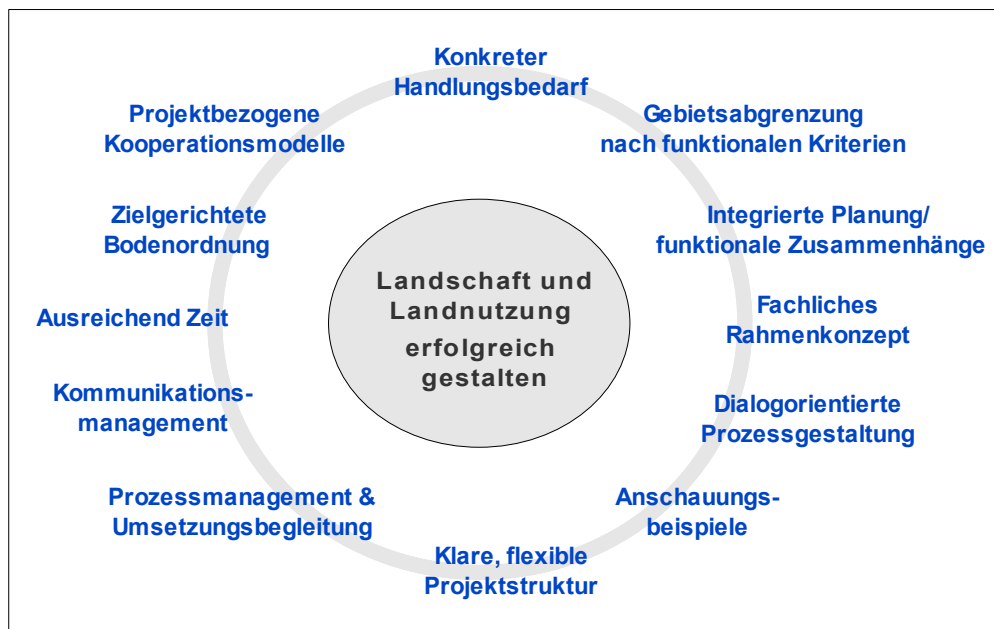 Konkreter
Handlungsbedarf
Gebietsabgrenzung
nach funktionalen Kriterien
Integrierte Planung/
funktionale Zusammenhänge
Fachliches
Rahmenkonzept
Dialogorientierte
Prozessgestaltung
Anschauungs-
beispiele
Klare, flexible
Projektstruktur
Prozessmanagement &
Umsetzungsbegleitung
Kommunikations-
management
Ausreichend Zeit
Zielgerichtete
Bodenordnung
Projektbezogene
Kooperationsmodelle
Landschaft und
Landnutzung
erfolgreich
gestalten